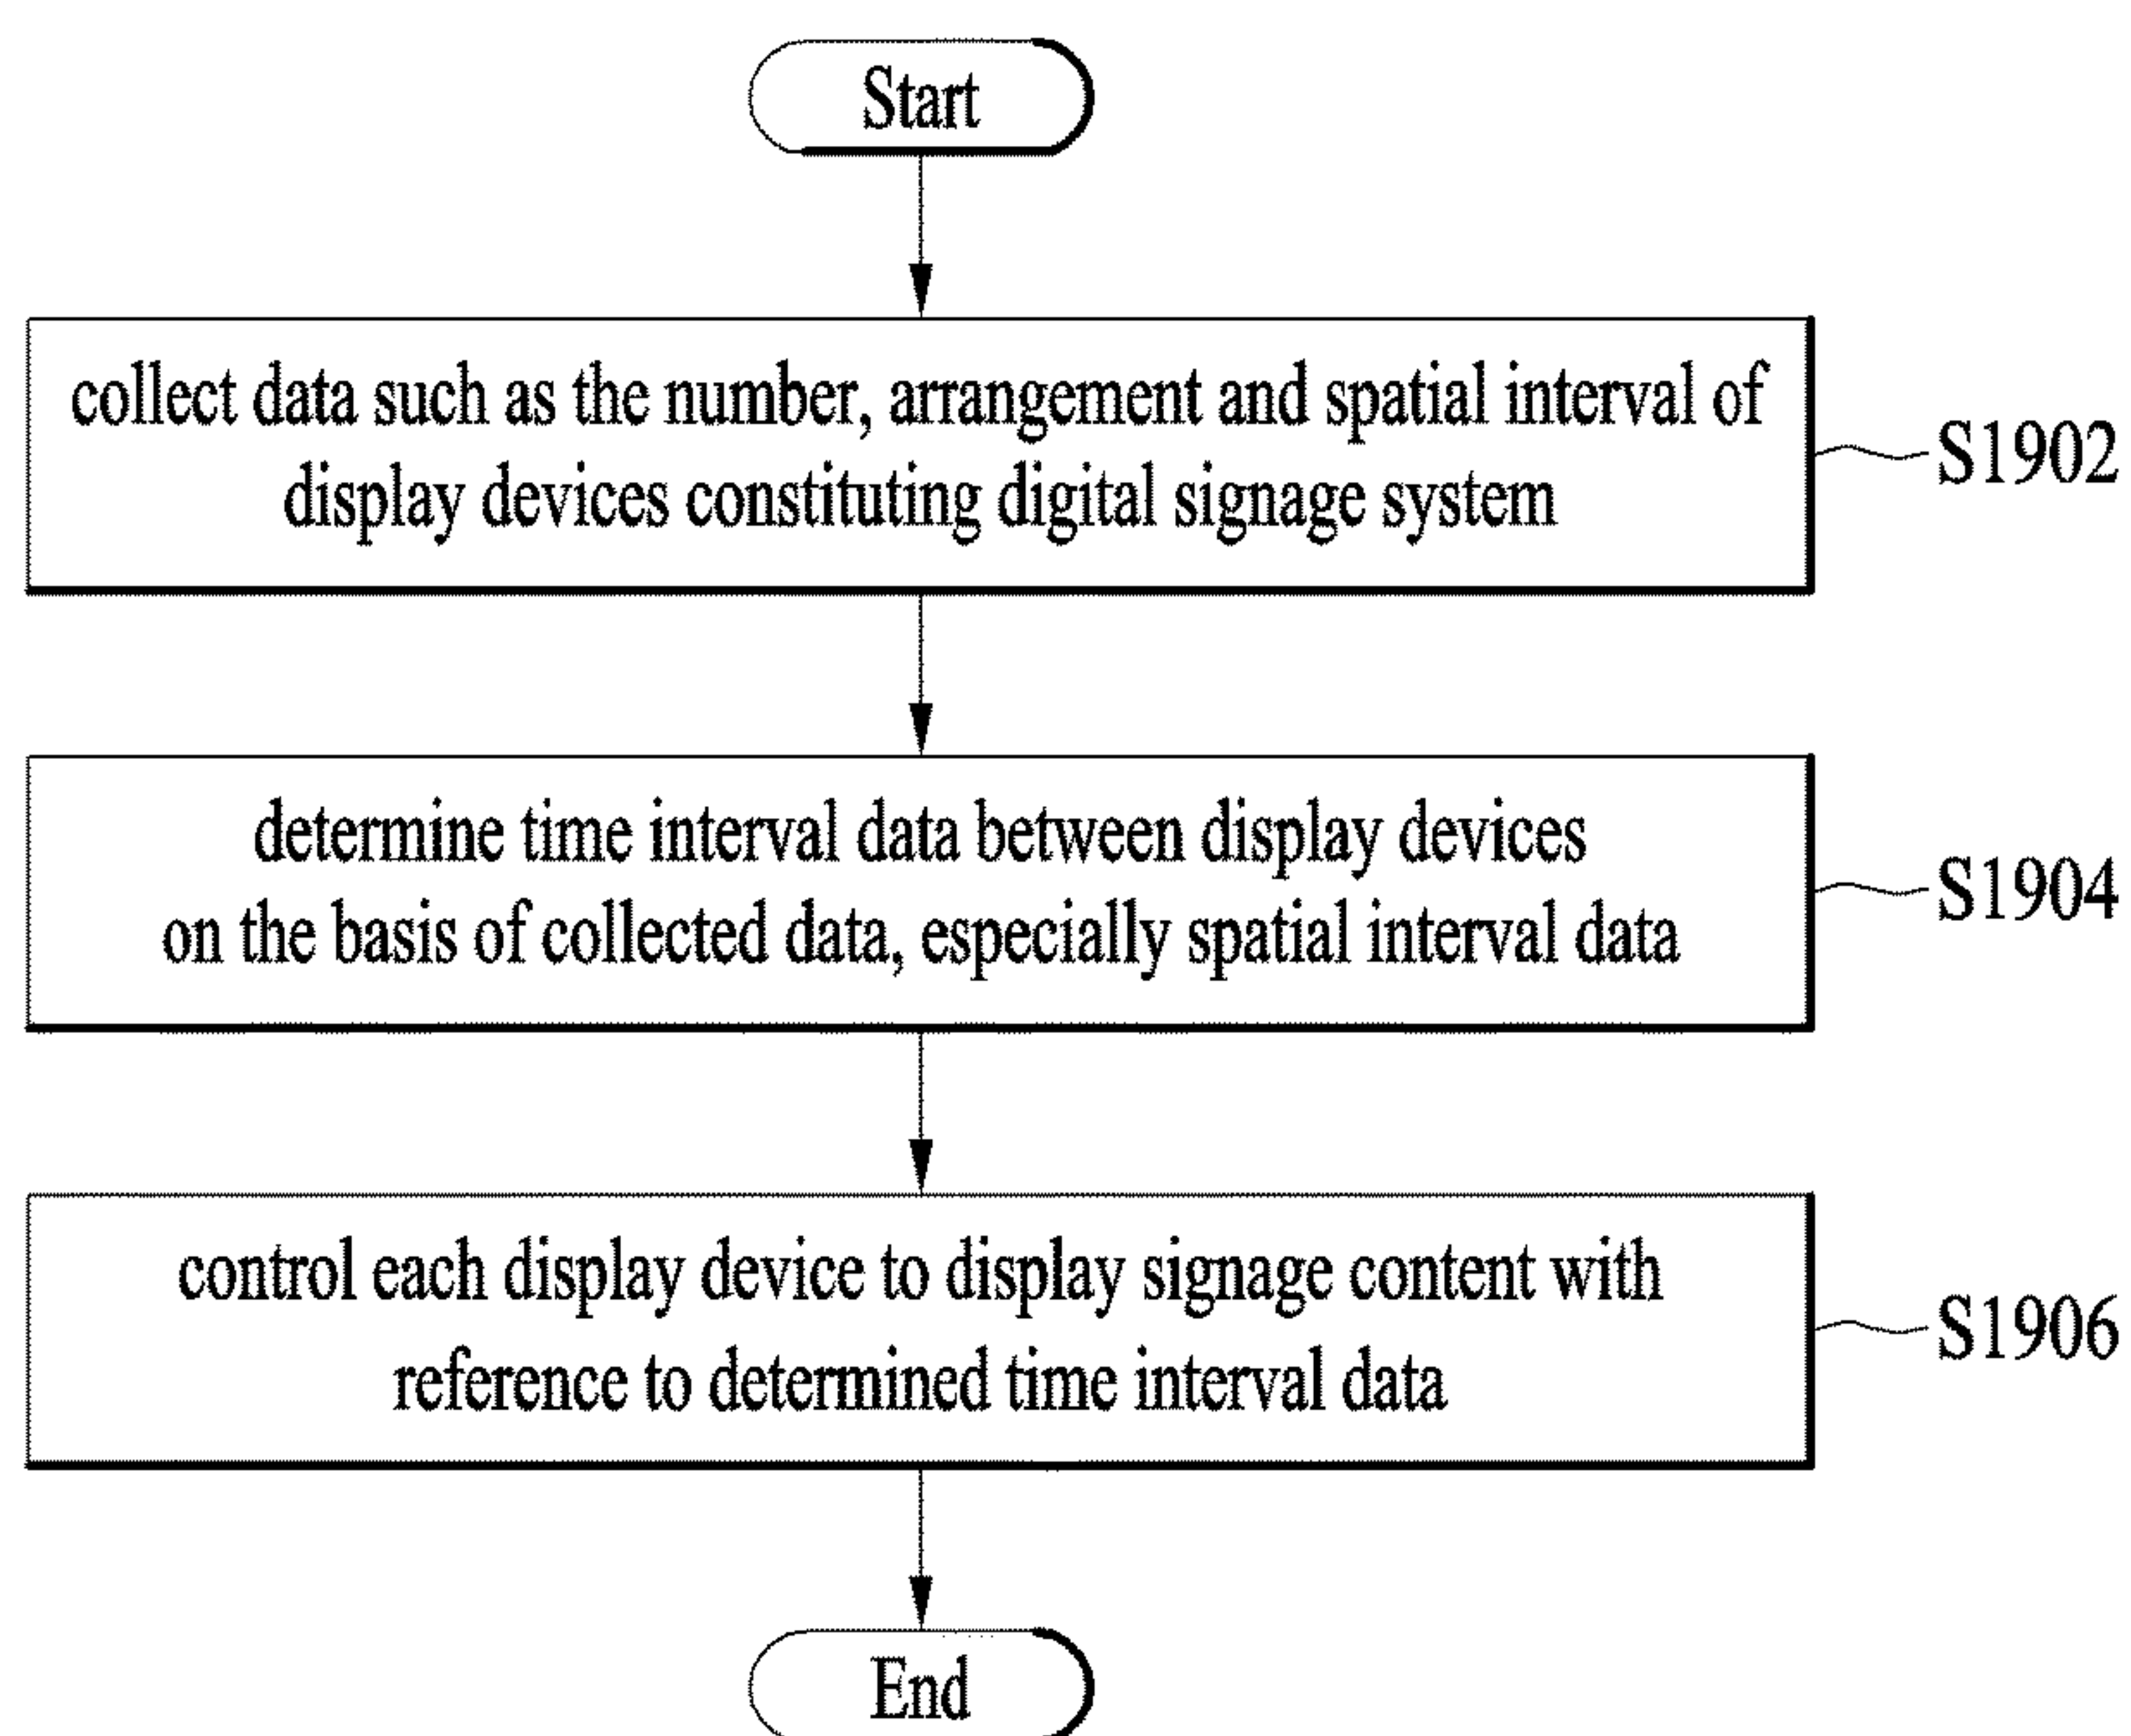 Start
collect data such as the number, arrangement and spatial interval of
display devices constituting digital signage system
S1902
determine time interval data between display devices
on the basis of collected data, especially spatial interval data
S1904
control each display device to display signage content with
reference to determined time interval data
S1906
End